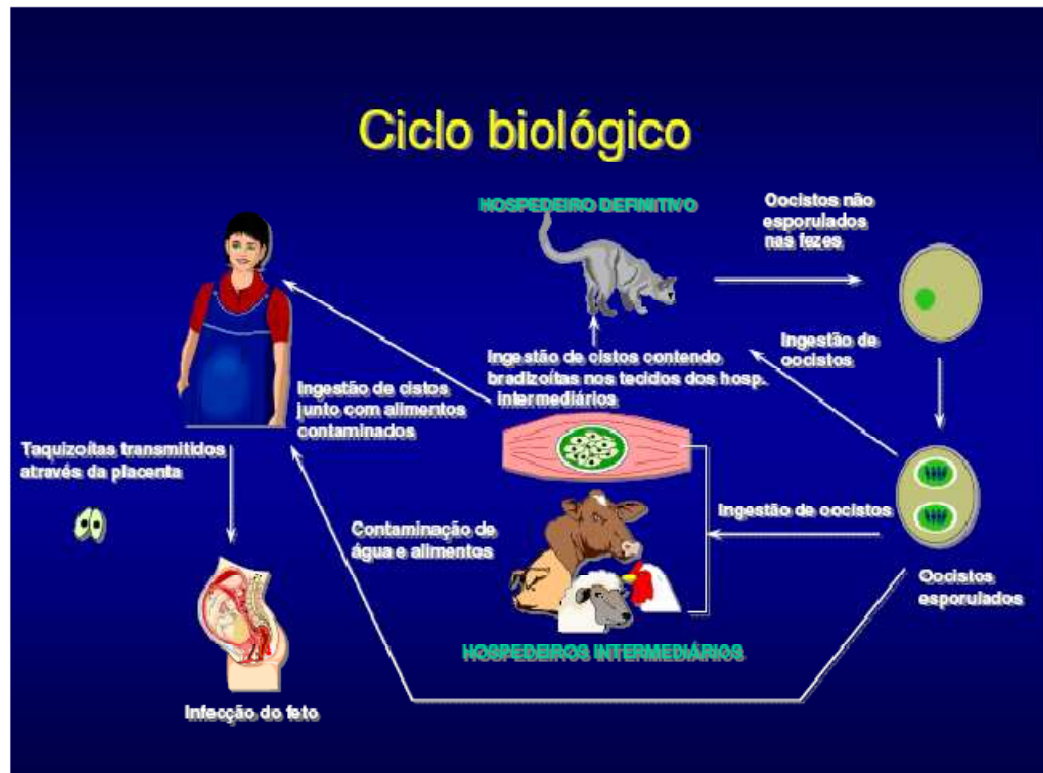 Ciclo biológico
HOSPEDEIRO DEFINITIVO
Oocistos não
esporulados
nas fezes
Ingestão de
oocistos
Ingestão de cistos contendo
bradizoítas nos tecidos dos hosp.
intermediários
Ingestão de cistos
junto com alimentos
contaminados
Taquizoítas transmitidos
através da placenta
Ingestão de oocistos
Contaminação de
água e alimentos
Oocistos
esporulados
HOSPEDEIROS INTERMEDIÁRIOS
Infecção do feto